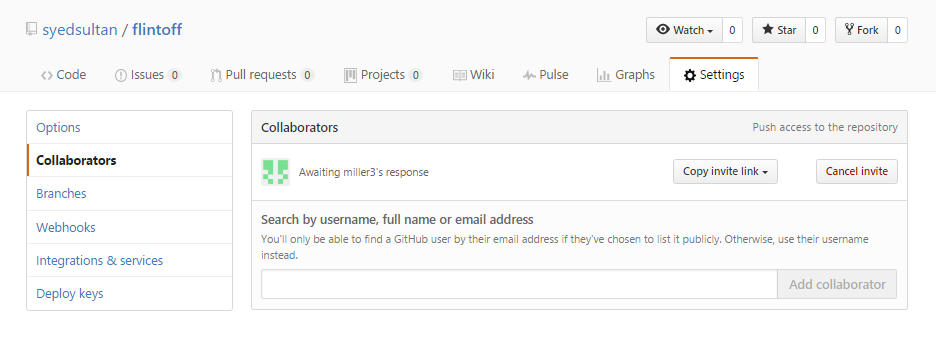 syedsultan / flintoff
Watch 0 Star 0 Fork 0
Code Issues 0 Pull requests 0 Projects 0 Wiki Pulse Graphs Settings
Options
Collaborators
Branches
Webhooks
Integrations & services
Deploy keys
Collaborators Push access to the repository
Awaiting miller3's response Copy invite link Cancel invite
Search by username, full name or email address
You'll only be able to find a GitHub user by their email address if they've chosen to list it publicly. Otherwise, use their username
instead.
Add collaborator